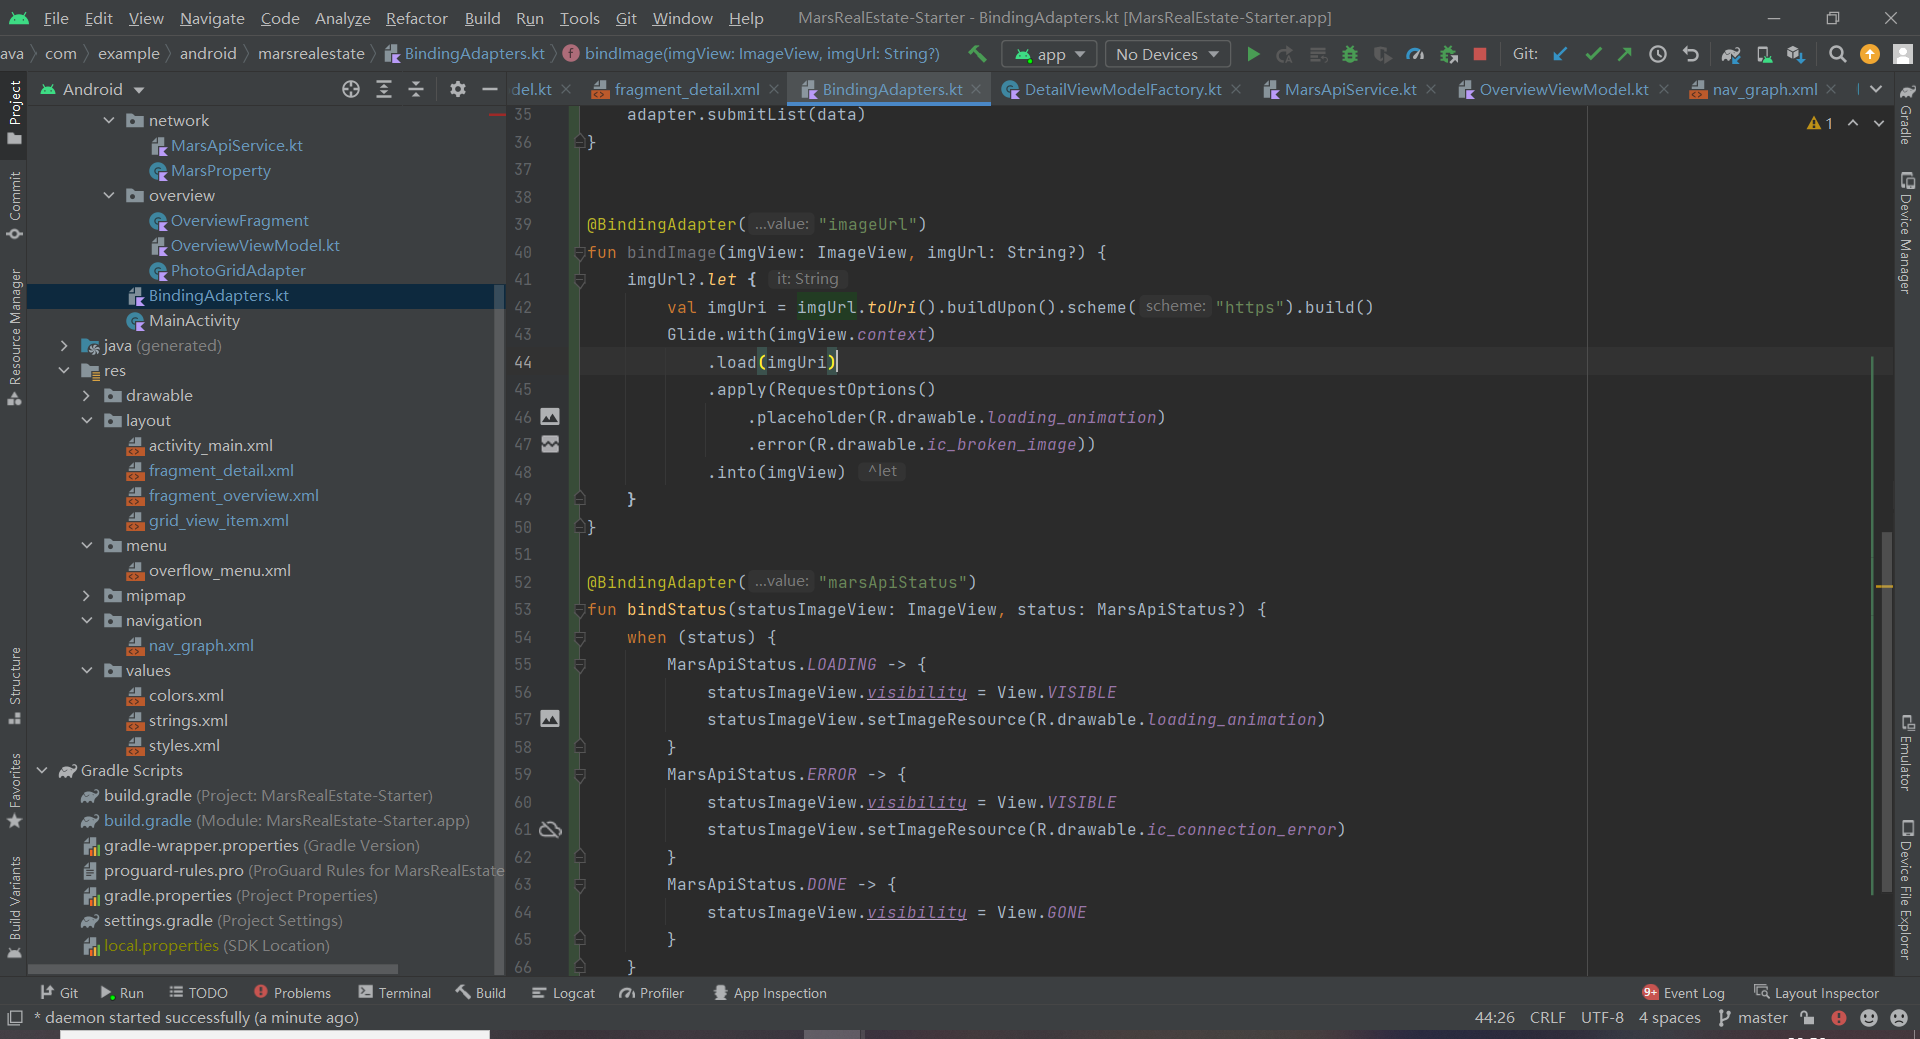 File Edit View Navigate Code Analyze Refactor Build Run Tools Git Window Help MarsRealEstate-Starter - BindingAdapters.kt [MarsRealEstate-Starter.app]
ava com example android marsrealestate BindingAdapters.kt bindImage(imgView: ImageView, imgUrl: String?) app No Devices Git:
Android
del.kt fragment_detail.xml BindingAdapters.kt DetailViewModelFactory.kt MarsApiService.kt OverviewViewModel.kt nav_graph.xml
Project
Commit
Resource Manager
Structure
Favorites
Build Variants
network
MarsApiService.kt
MarsProperty
overview
OverviewFragment
OverviewViewModel.kt
PhotoGridAdapter
BindingAdapters.kt
MainActivity
java (generated)
res
drawable
layout
activity_main.xml
fragment_detail.xml
fragment_overview.xml
grid_view_item.xml
menu
overflow_menu.xml
mipmap
navigation
nav_graph.xml
values
colors.xml
strings.xml
styles.xml
Gradle Scripts
build.gradle (Project: MarsRealEstate-Starter)
build.gradle (Module: MarsRealEstate-Starter.app)
gradle-wrapper.properties (Gradle Version)
proguard-rules.pro (ProGuard Rules for MarsRealEstate
gradle.properties (Project Properties)
settings.gradle (Project Settings)
local.properties (SDK Location)
1
35 adapter.submitList(data)
36 }
37
38
39 @BindingAdapter( ...value: "imageUrl")
40 fun bindImage(imgView: ImageView, imgUrl: String?) {
41 imgUrl?.let { it: String
42 val imgUri = imgUrl.toUri().buildUpon().scheme( scheme: "https").build()
43 Glide.with(imgView.context)
44 .load(imgUri)
45 .apply(RequestOptions()
46 .placeholder(R.drawable.loading_animation)
47 .error(R.drawable.ic_broken_image))
48 .into(imgView) ^let
49 }
50 }
51
52 @BindingAdapter( ...value: "marsApiStatus")
53 fun bindStatus(statusImageView: ImageView, status: MarsApiStatus?) {
54 when (status) {
55 MarsApiStatus.LOADING -> {
56 statusImageView.visibility = View.VISIBLE
57 statusImageView.setImageResource(R.drawable.loading_animation)
58 }
59 MarsApiStatus.ERROR -> {
60 statusImageView.visibility = View.VISIBLE
61 statusImageView.setImageResource(R.drawable.ic_connection_error)
62 }
63 MarsApiStatus.DONE -> {
64 statusImageView.visibility = View.GONE
65 }
66 }
Gradle
Device Manager
Emulator
Device File Explorer
Git Run TODO Problems Terminal Build Logcat Profiler App Inspection 9+ Event Log Layout Inspector
* daemon started successfully (a minute ago) 44:26 CRLF UTF-8 4 spaces master